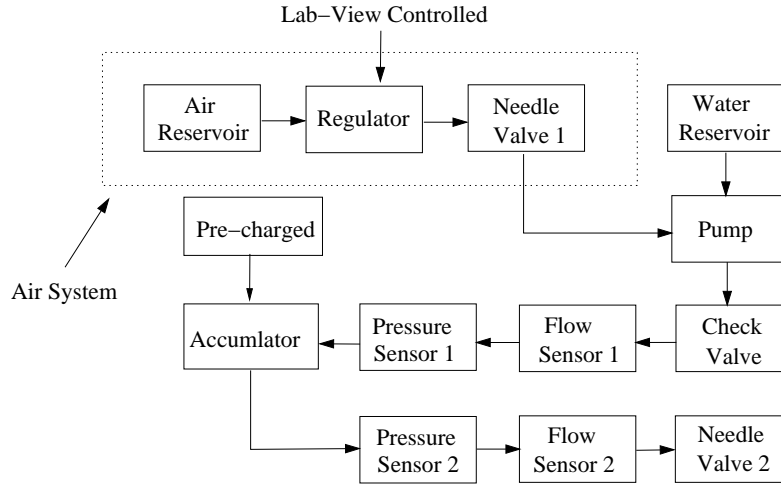 Lab-View Controlled
Air
Reservoir
Regulator
Needle
Valve 1
Water
Reservoir
Pre-charged
Pump
Air System
Accumlator
Pressure
Sensor 1
Flow
Sensor 1
Check
Valve
Pressure
Sensor 2
Flow
Sensor 2
Needle
Valve 2